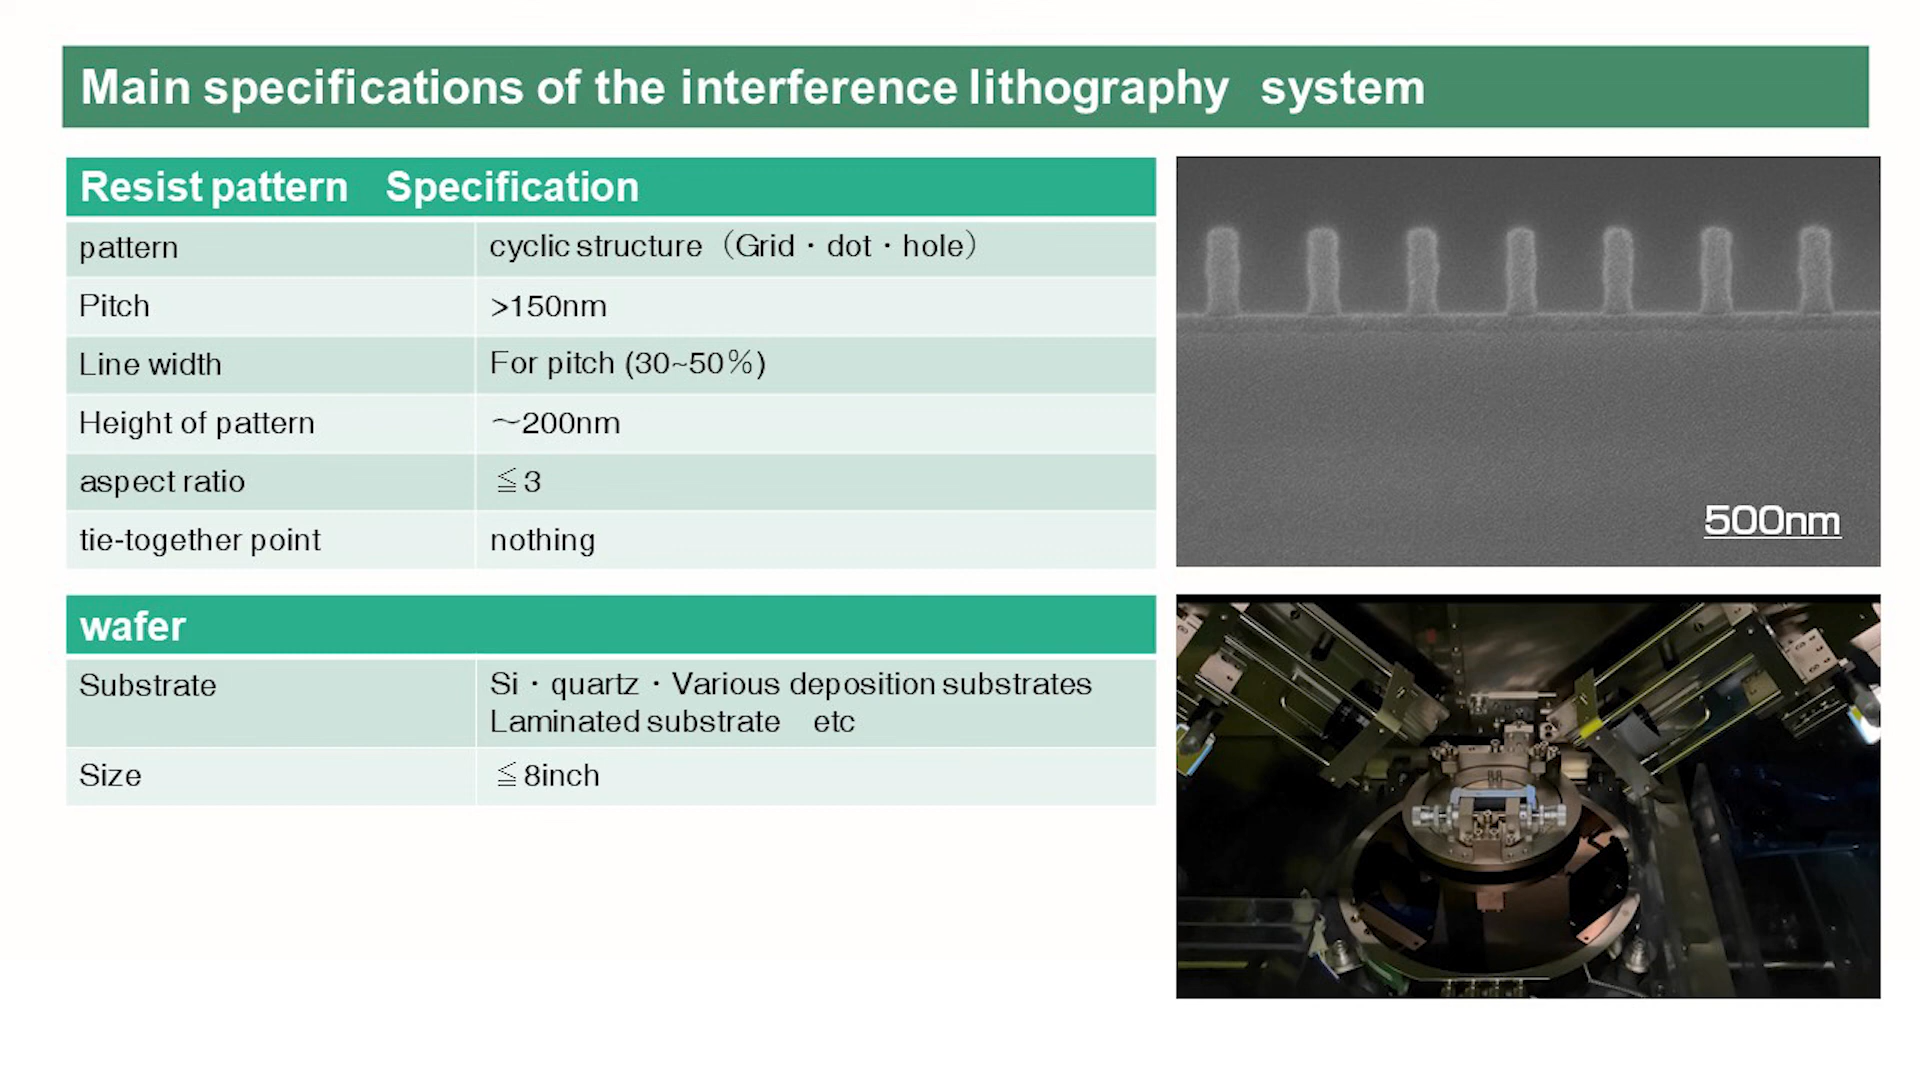 Main specifications of the interference lithography system
Resist pattern Specification
pattern cyclic structure（Grid・dot・hole）
Pitch >150nm
Line width For pitch (30~50％)
Height of pattern ～200nm
aspect ratio ≦3
tie-together point nothing
wafer
Substrate Si・quartz・Various deposition substrates
Laminated substrate　etc
Size ≦8inch
500nm